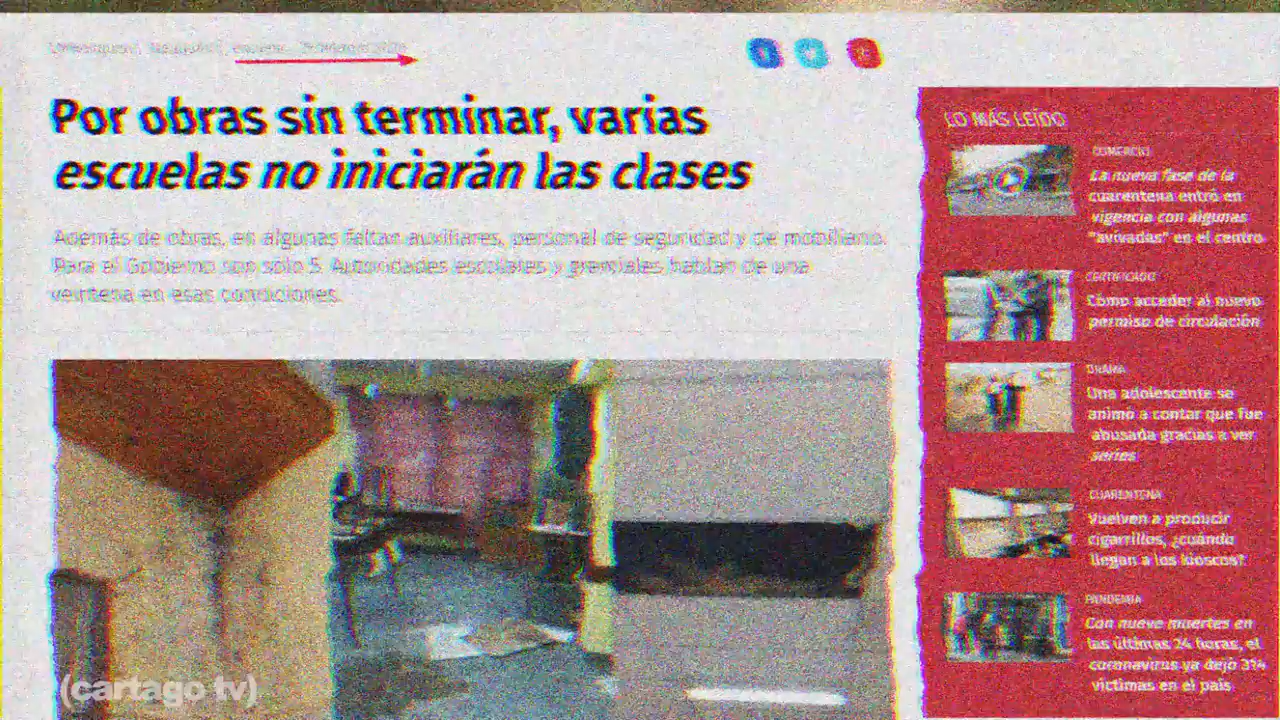 Por obras sin terminar, varias
escuelas no iniciarán las clases
Además de obras, en algunas faltan auxiliares, personal de seguridad y de mobiliario.
Para el Gobierno son sólo 5. Autoridades escolares y gremiales hablan de una
veintena en esas condiciones.
LO MÁS LEÍDO
COMERCIO
La nueva fase de la
cuarentena entró en
vigencia con algunas
"avivadas" en el centro
CERTIFICADO
Cómo acceder al nuevo
permiso de circulación
DRAMA
Una adolescente se
animó a contar que fue
abusada gracias a ver
series
CUARENTENA
Vuelven a producir
cigarrillos, ¿cuándo
llegan a los kioscos?
PANDEMIA
Con nueve muertes en
las últimas 24 horas, el
coronavirus ya dejó 314
víctimas en el país
(cartago tv)